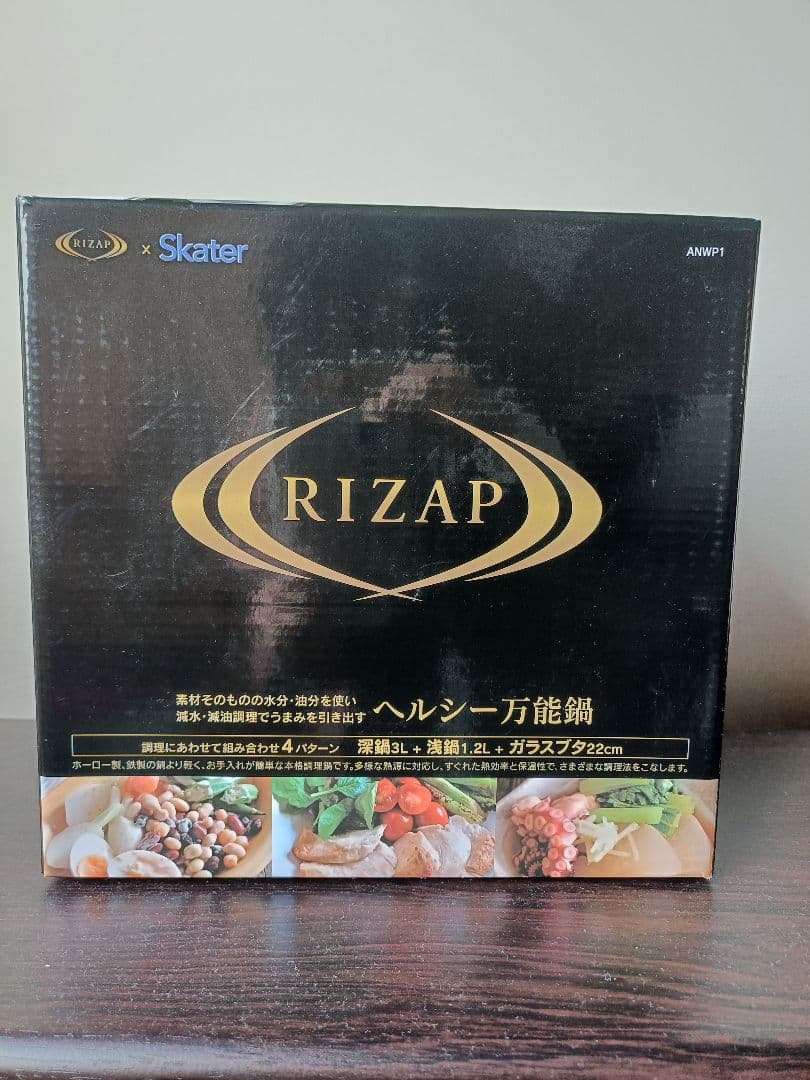 RIZAP × Skater
ANWP1
RIZAP
素材そのものの水分・油分を使い
減水・減油調理でうまみを引き出す
ヘルシー万能鍋
調理にあわせて組み合わせ4パターン 深鍋3L + 浅鍋1.2L + ガラスブタ22cm
ホーロー製、鉄製の鍋より軽く、お手入れが簡単な本格調理鍋です。多様な熱源に対応し、すぐれた熱効率と保温性で、さまざまな調理法をこなします。